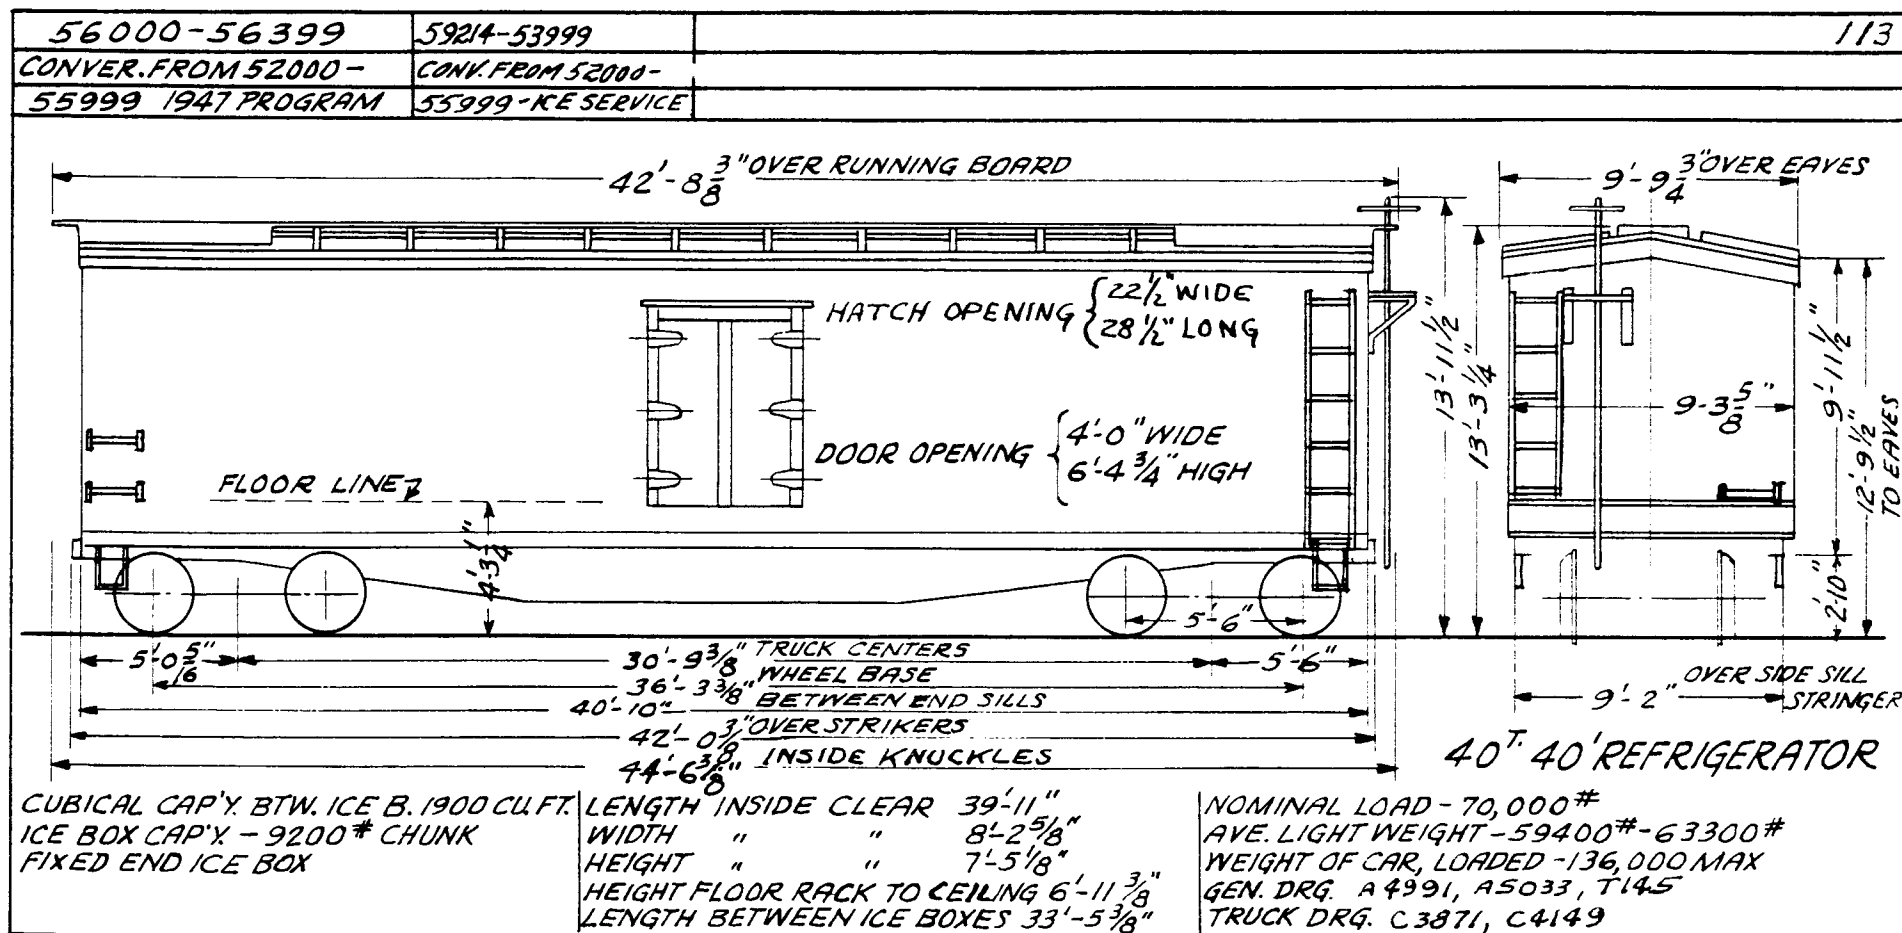 56000-56399
59214-53999
113
CONVER. FROM 52000-
CONV. FROM 52000-
55999 1947 PROGRAM
55999-ICE SERVICE
42'-8 3/8" OVER RUNNING BOARD
9'-9 3/4" OVER EAVES
HATCH OPENING { 22 1/2" WIDE
28 1/2" LONG
DOOR OPENING { 4'-0" WIDE
6'-4 3/4" HIGH
FLOOR LINE
4'-3 1/4"
13'-11 1/2"
13'-3 1/4"
9-3 5/8"
9'-11 1/2"
12'-9 1/2"
TO EAVES
2'-10"
5'-6"
5'-0 5/16"
30'-9 3/8" TRUCK CENTERS
5'-6"
36'-3 3/8" WHEEL BASE
40'-10" BETWEEN END SILLS
42'-0 3/8" OVER STRIKERS
44'-6 3/8" INSIDE KNUCKLES
9'-2" OVER SIDE SILL
STRINGER
40T. 40' REFRIGERATOR
CUBICAL CAP'Y. BTW. ICE B. 1900 CU. FT.
ICE BOX CAP'Y. - 9200# CHUNK
FIXED END ICE BOX
LENGTH INSIDE CLEAR 39'-11"
WIDTH " " 8'-2 5/8"
HEIGHT " " 7'-5 1/8"
HEIGHT FLOOR RACK TO CEILING 6'-11 3/8"
LENGTH BETWEEN ICE BOXES 33'-5 3/8"
NOMINAL LOAD - 70,000#
AVE. LIGHT WEIGHT - 59400#-63300#
WEIGHT OF CAR, LOADED - 136,000 MAX
GEN. DRG. A4991, A5033, T145
TRUCK DRG. C3871, C4149